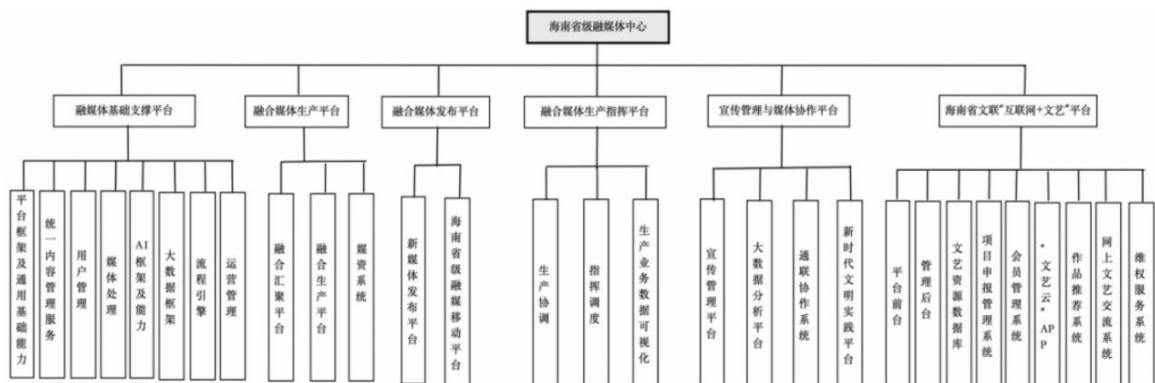 海南省级融媒体中心
融媒体基础支撑平台
融合媒体生产平台
融合媒体发布平台
融合媒体生产指挥平台
宣传管理与媒体协作平台
海南省文联"互联网+文艺"平台
平台框架及通用基础能力
统一内容管理服务
用户管理
媒体处理
AI框架及能力
大数据框架
流程引擎
运营管理
融合汇聚平台
融合生产平台
媒资系统
新媒体发布平台
海南省级融媒移动平台
生产协调
指挥调度
生产业务数据可视化
宣传管理平台
大数据分析平台
通联协作系统
新时代文明实践平台
平台前台
管理后台
文艺资源数据库
项目申报管理系统
会员管理系统
"文艺云"APP
作品推荐系统
网上文艺交流系统
维权服务系统